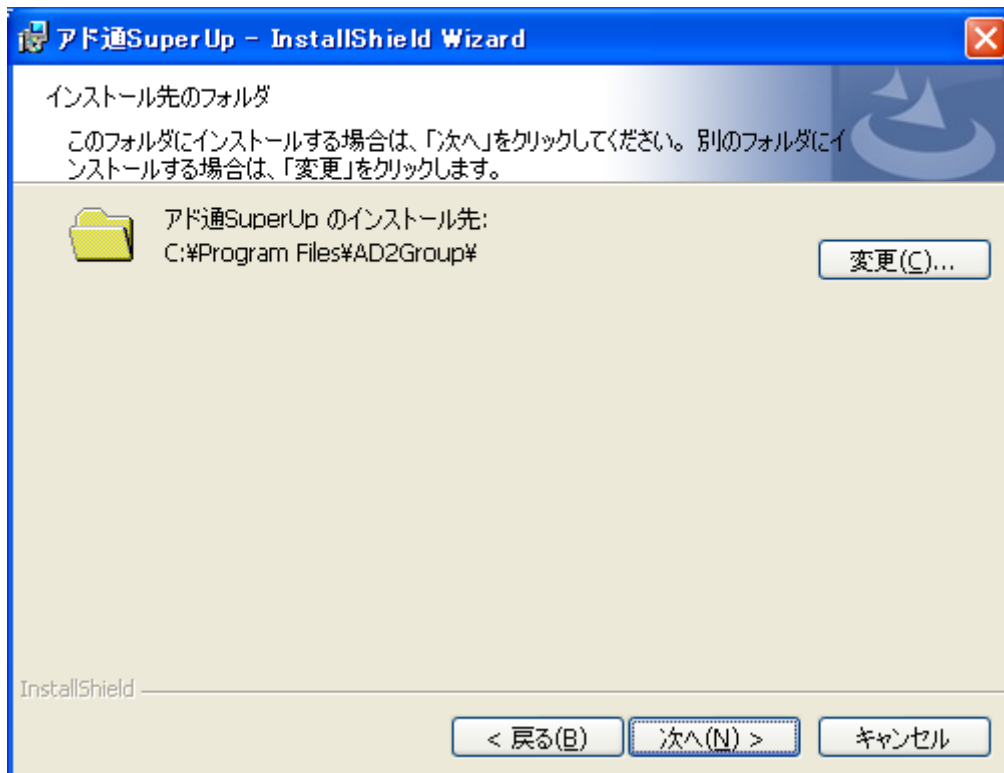 アド通SuperUp - InstallShield Wizard
インストール先のフォルダ
このフォルダにインストールする場合は、「次へ」をクリックしてください。別のフォルダにイ
ンストールする場合は、「変更」をクリックします。
アド通SuperUp のインストール先:
C:¥Program Files¥AD2Group¥
変更(C)...
InstallShield
< 戻る(B)
次へ(N) >
キャンセル